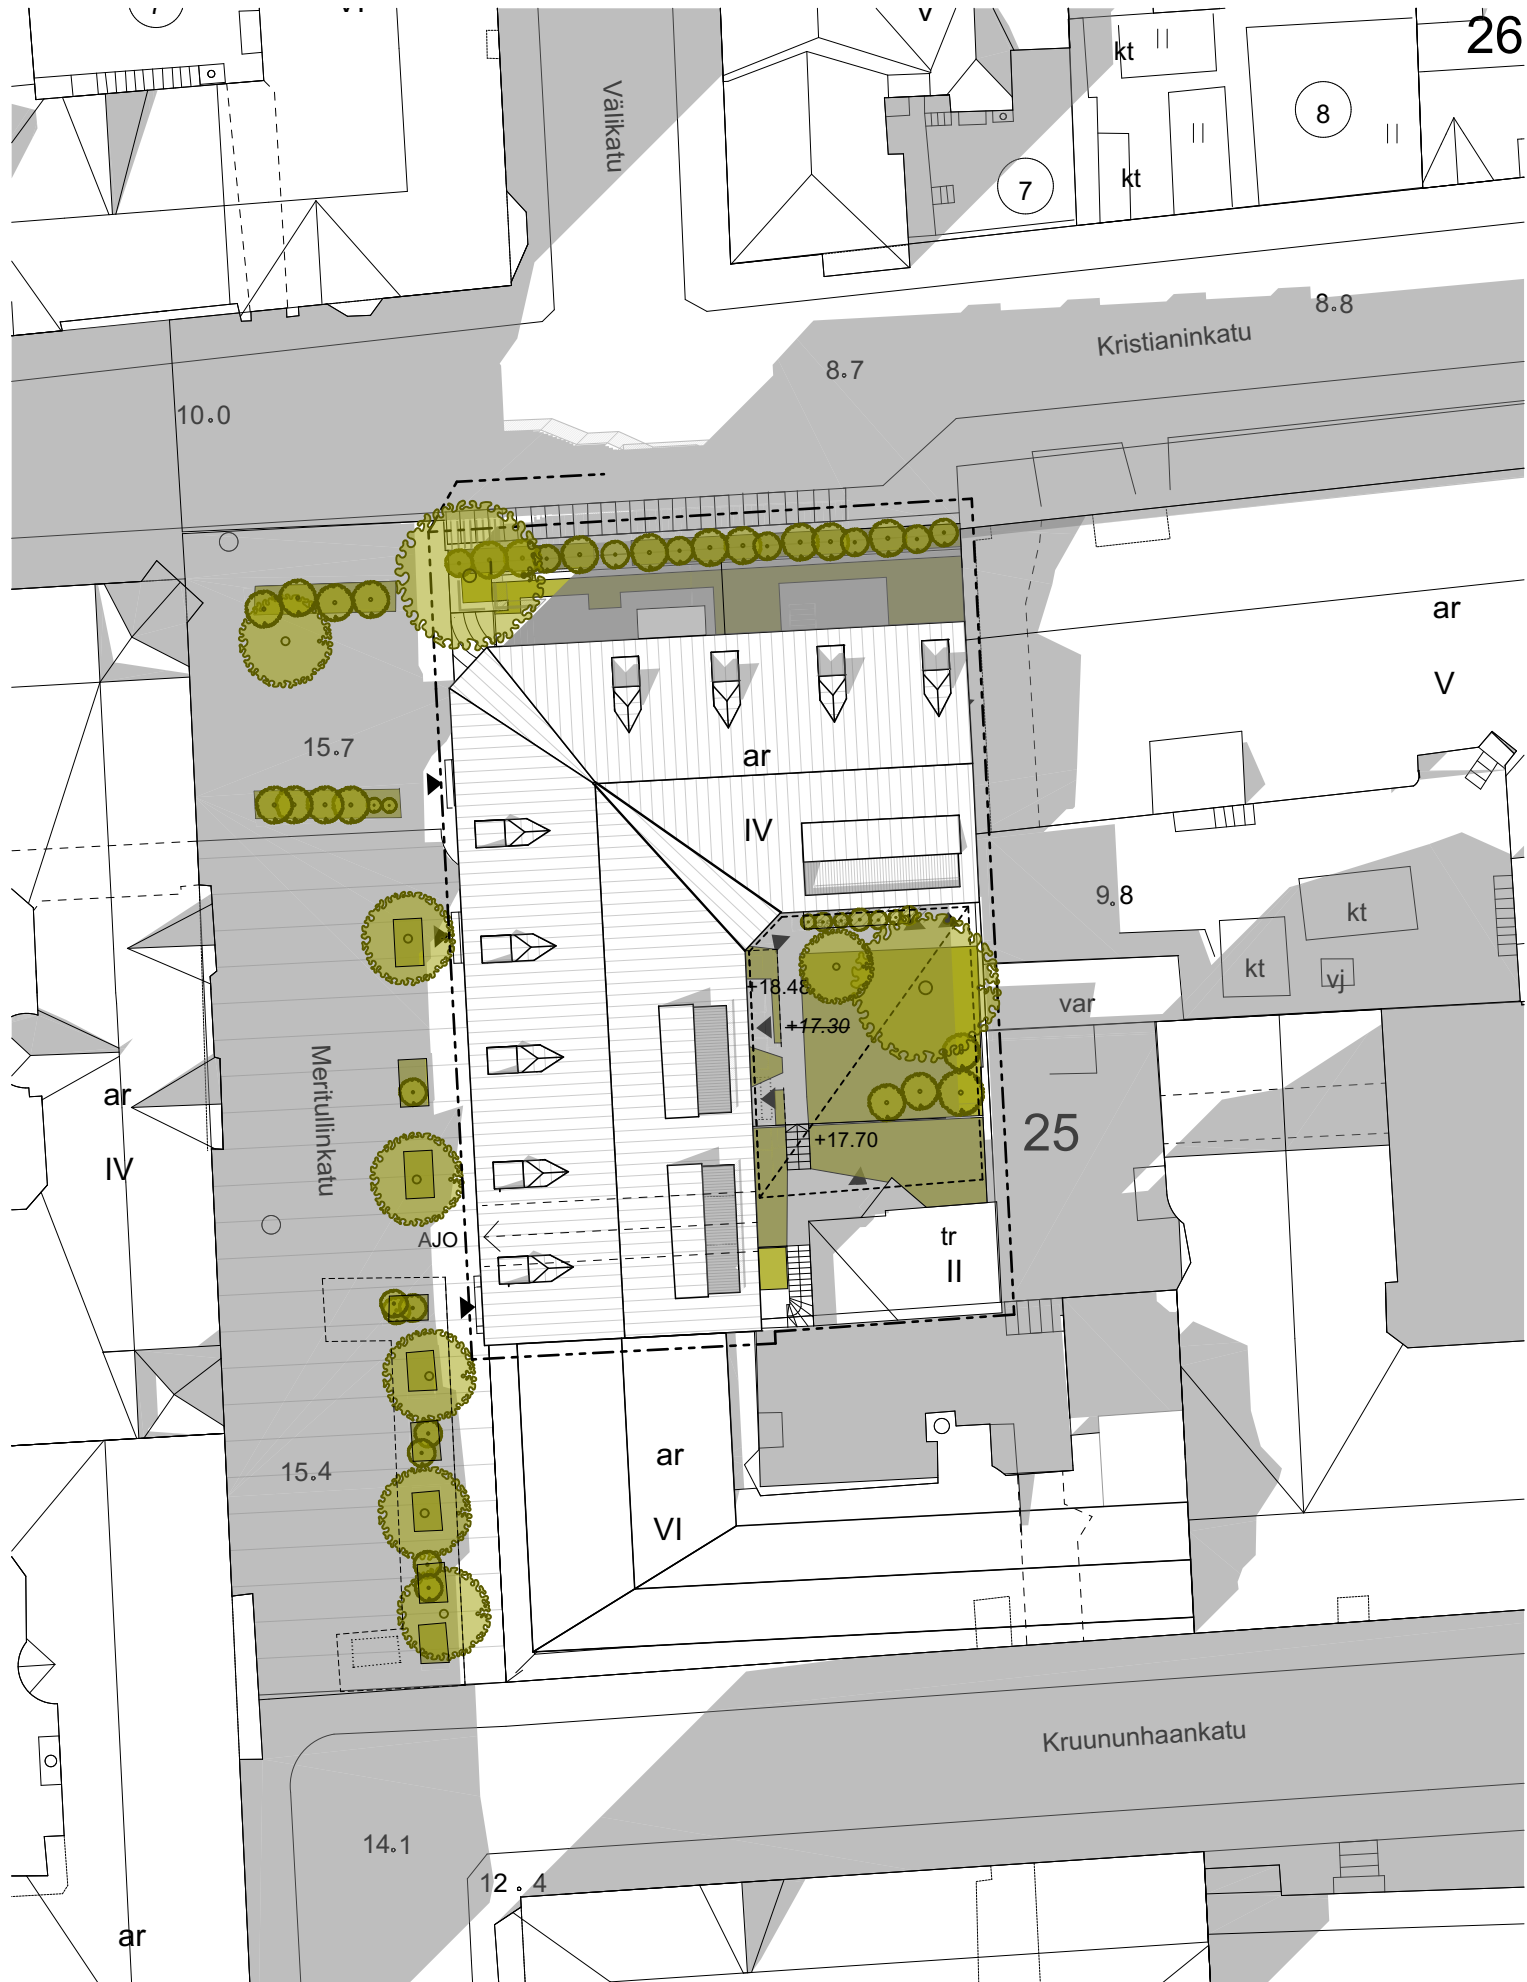 26
kt
8
kt
7
Välikatu
8.8
Kristianinkatu
8.7
10.0
ar
V
15.7
ar
IV
9.8
kt
kt
vj
+18.48
var
+17.30
Meritullinkatu
ar
IV
25
+17.70
AJO
tr
II
ar
VI
15.4
Kruununhaankatu
14.1
12.4
ar